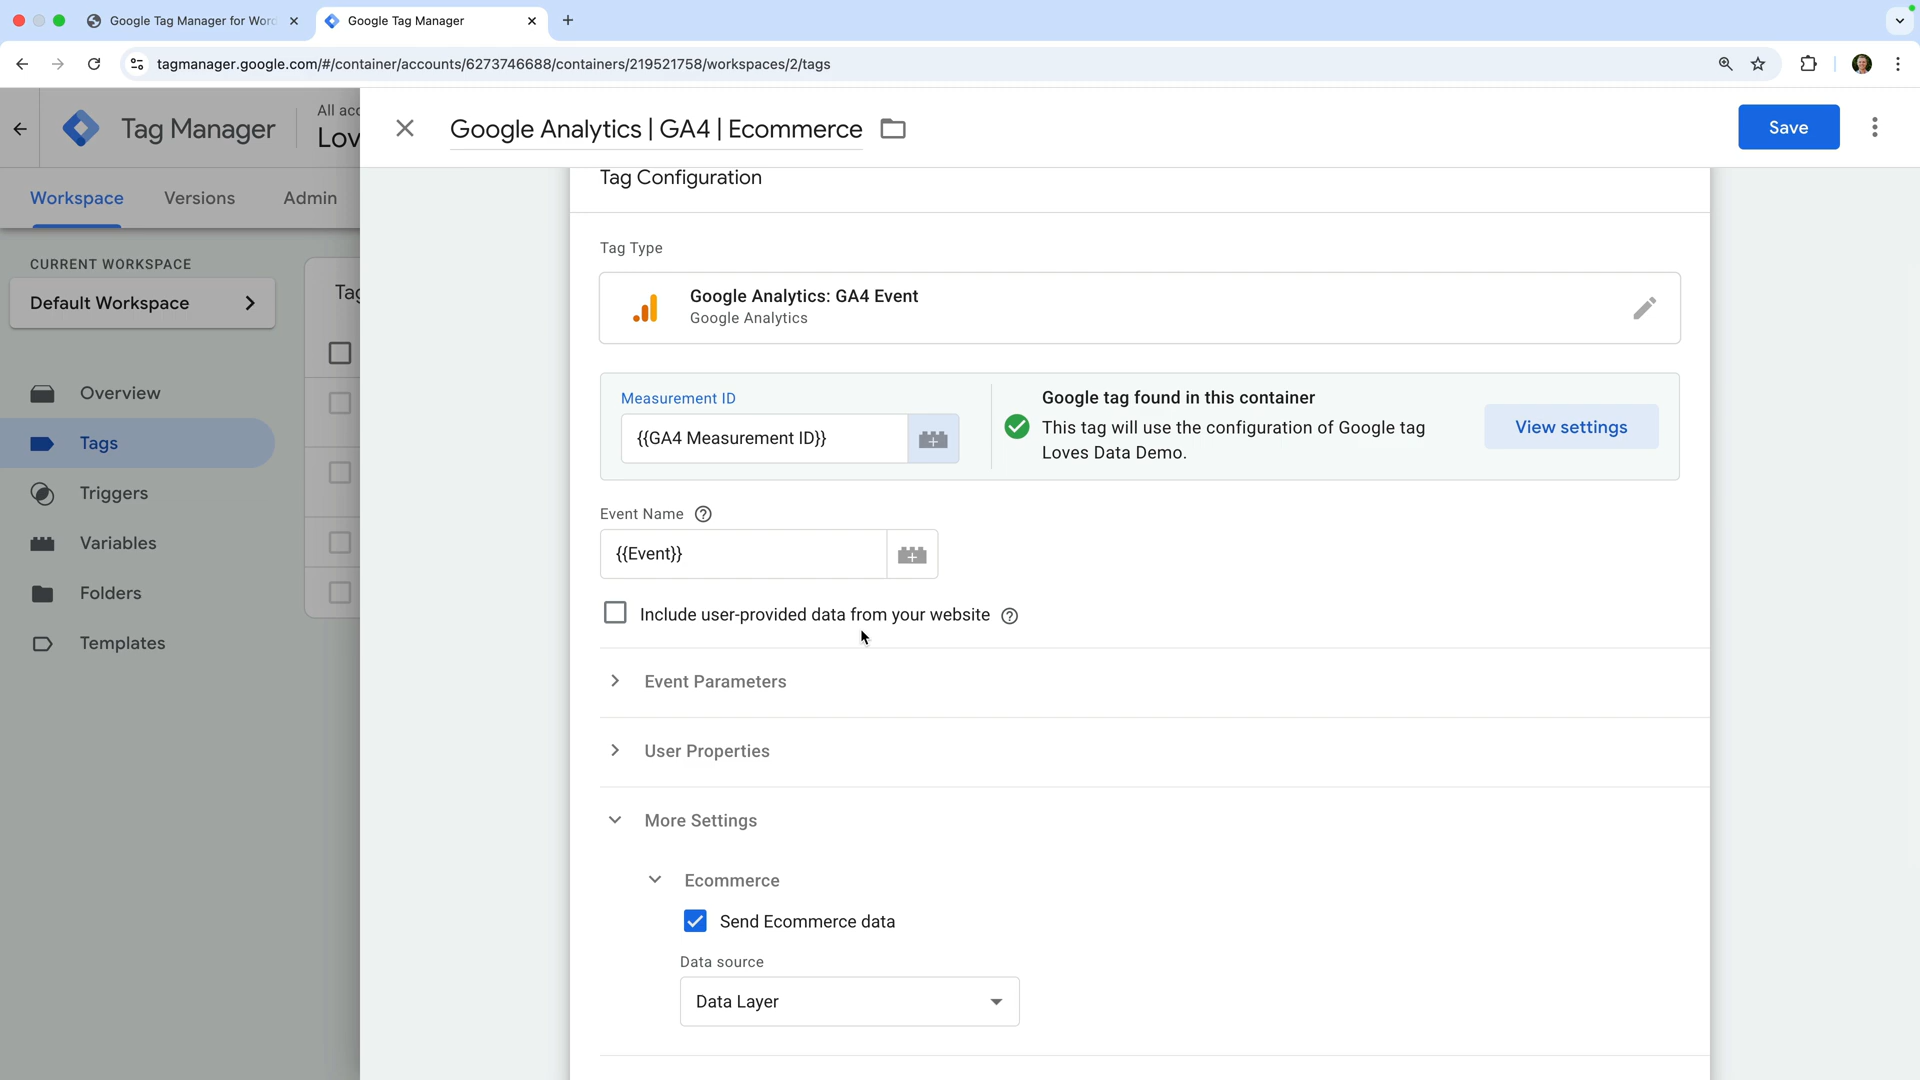 Google Tag Manager for Word
Google Tag Manager
tagmanager.google.com/#/container/accounts/6273746688/containers/219521758/workspaces/2/tags
Tag Manager
All acc
Lov
Google Analytics | GA4 | Ecommerce
Save
Workspace
Versions
Admin
CURRENT WORKSPACE
Default Workspace
Tag
Overview
Tags
Triggers
Variables
Folders
Templates
Tag Configuration
Tag Type
Google Analytics: GA4 Event
Google Analytics
Measurement ID
{{GA4 Measurement ID}}
Google tag found in this container
This tag will use the configuration of Google tag
Loves Data Demo.
View settings
Event Name
{{Event}}
Include user-provided data from your website
Event Parameters
User Properties
More Settings
Ecommerce
Send Ecommerce data
Data source
Data Layer